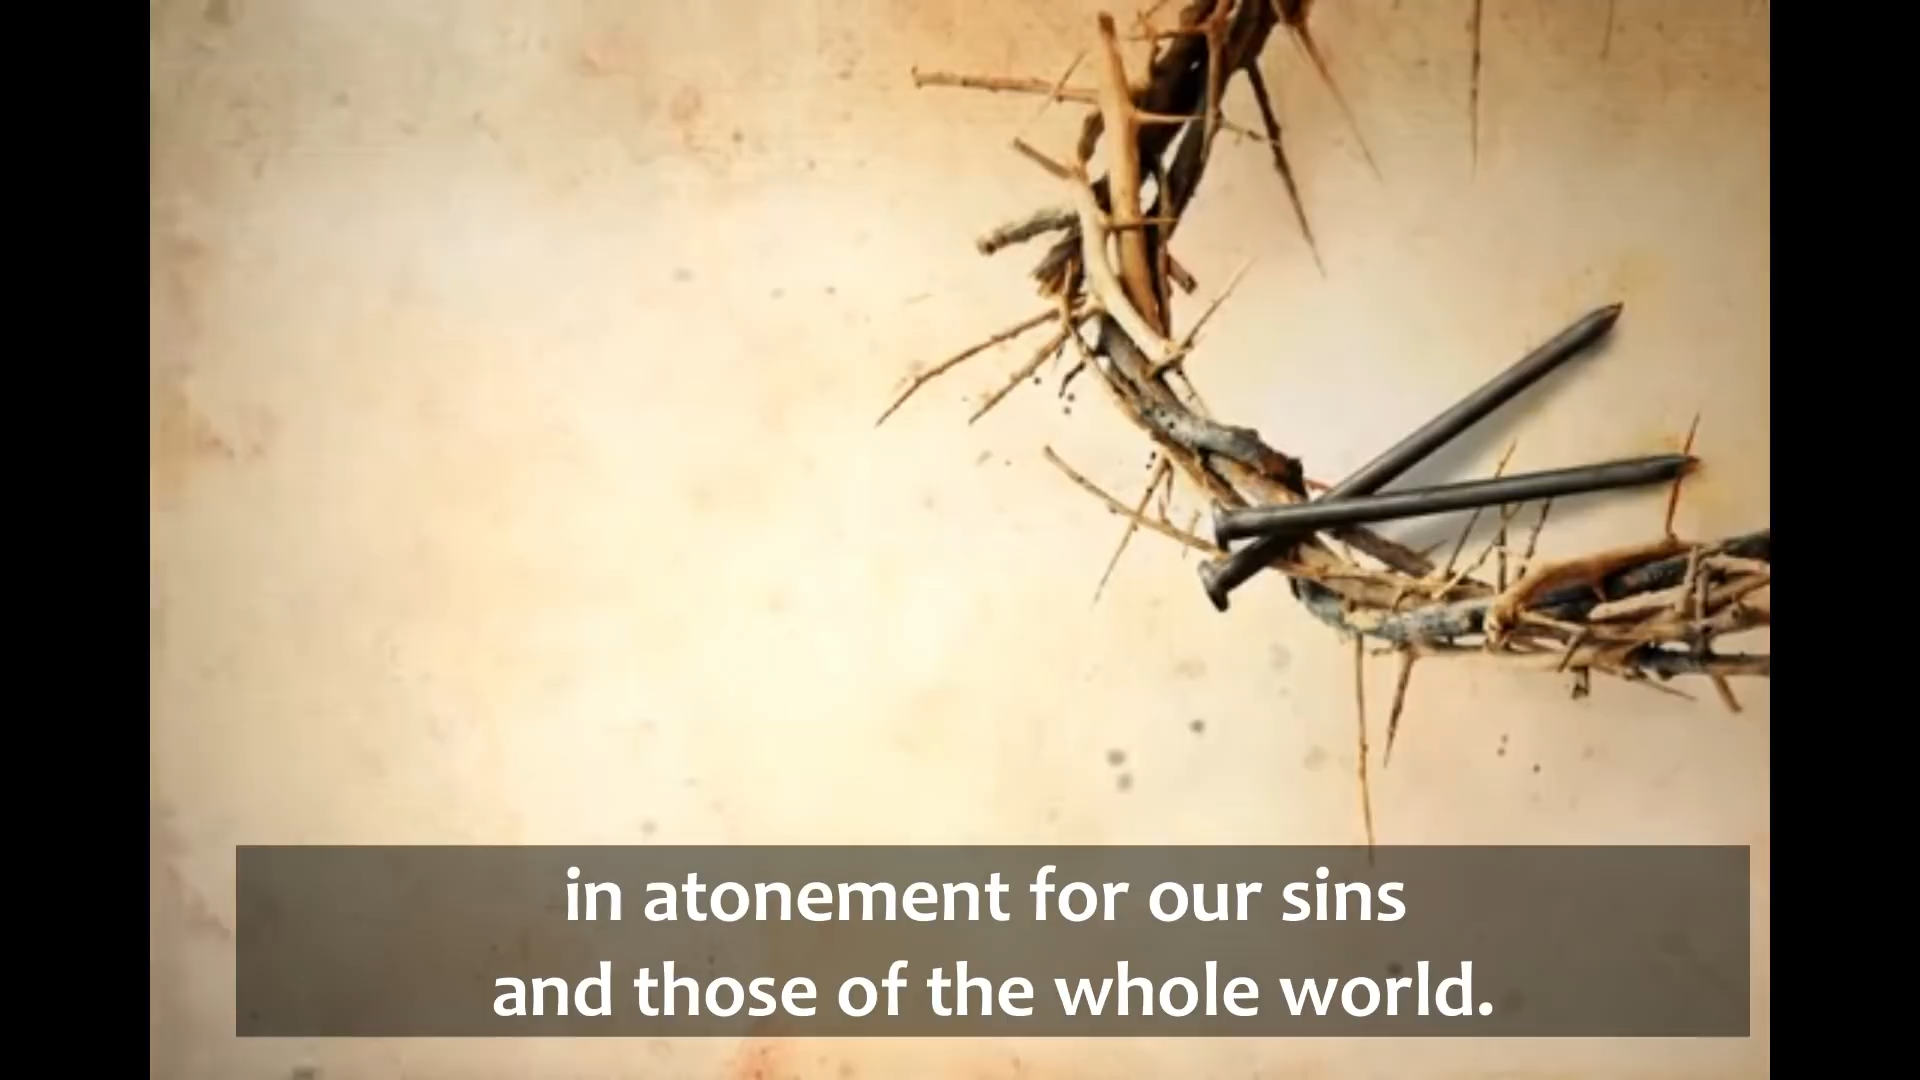 in atonement for our sins
and those of the whole world.